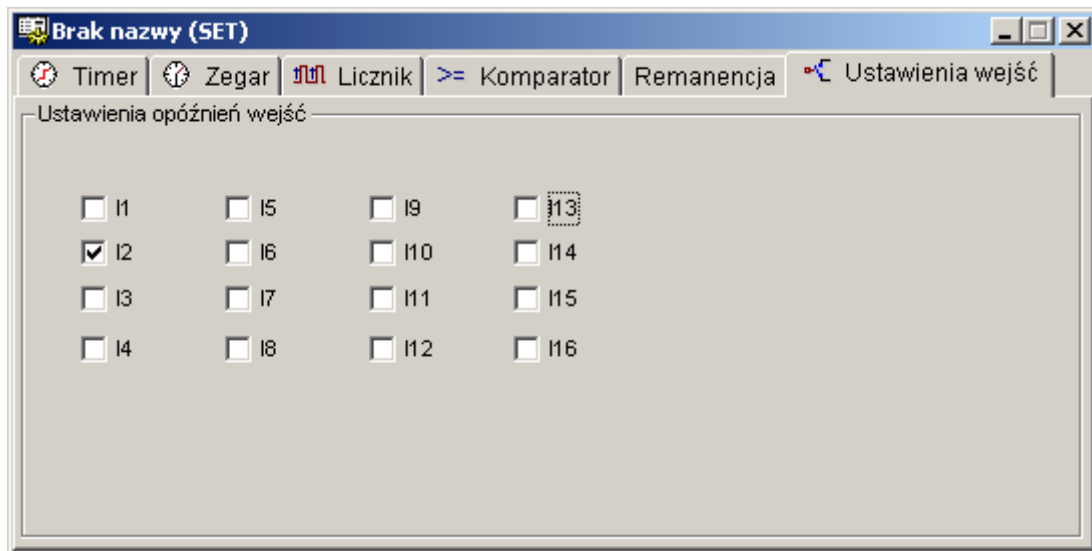 Brak nazwy (SET)
Timer Zegar Licznik >= Komparator Remanencja Ustawienia wejść
Ustawienia opóźnień wejść
I1 I5 I9 I13
I2 I6 I10 I14
I3 I7 I11 I15
I4 I8 I12 I16